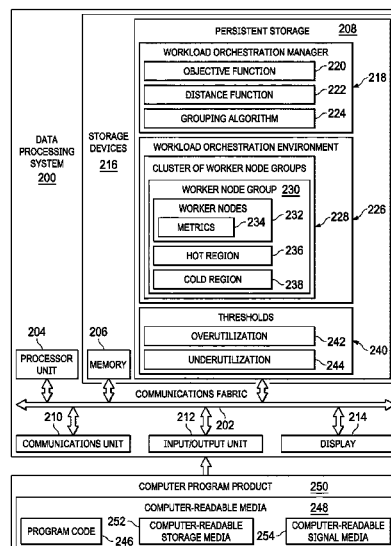 PERSISTENT STORAGE 208
WORKLOAD ORCHESTRATION MANAGER
OBJECTIVE FUNCTION
220
DISTANCE FUNCTION
222
218
GROUPING ALGORITHM
224
DATA
PROCESSING
SYSTEM
200
STORAGE
DEVICES
216
WORKLOAD ORCHESTRATION ENVIRONMENT
CLUSTER OF WORKER NODE GROUPS
WORKER NODE GROUP 230
WORKER NODES
232
METRICS
234
228
226
HOT REGION
236
COLD REGION
238
THRESHOLDS
OVERUTILIZATION
242
240
UNDERUTILIZATION
244
204
PROCESSOR
UNIT
206
MEMORY
COMMUNICATIONS FABRIC
202
210
212
214
COMMUNICATIONS UNIT
INPUT/OUTPUT UNIT
DISPLAY
COMPUTER PROGRAM PRODUCT 250
COMPUTER-READABLE MEDIA 248
PROGRAM CODE
246
252
COMPUTER-READABLE
STORAGE MEDIA
254
COMPUTER-READABLE
SIGNAL MEDIA